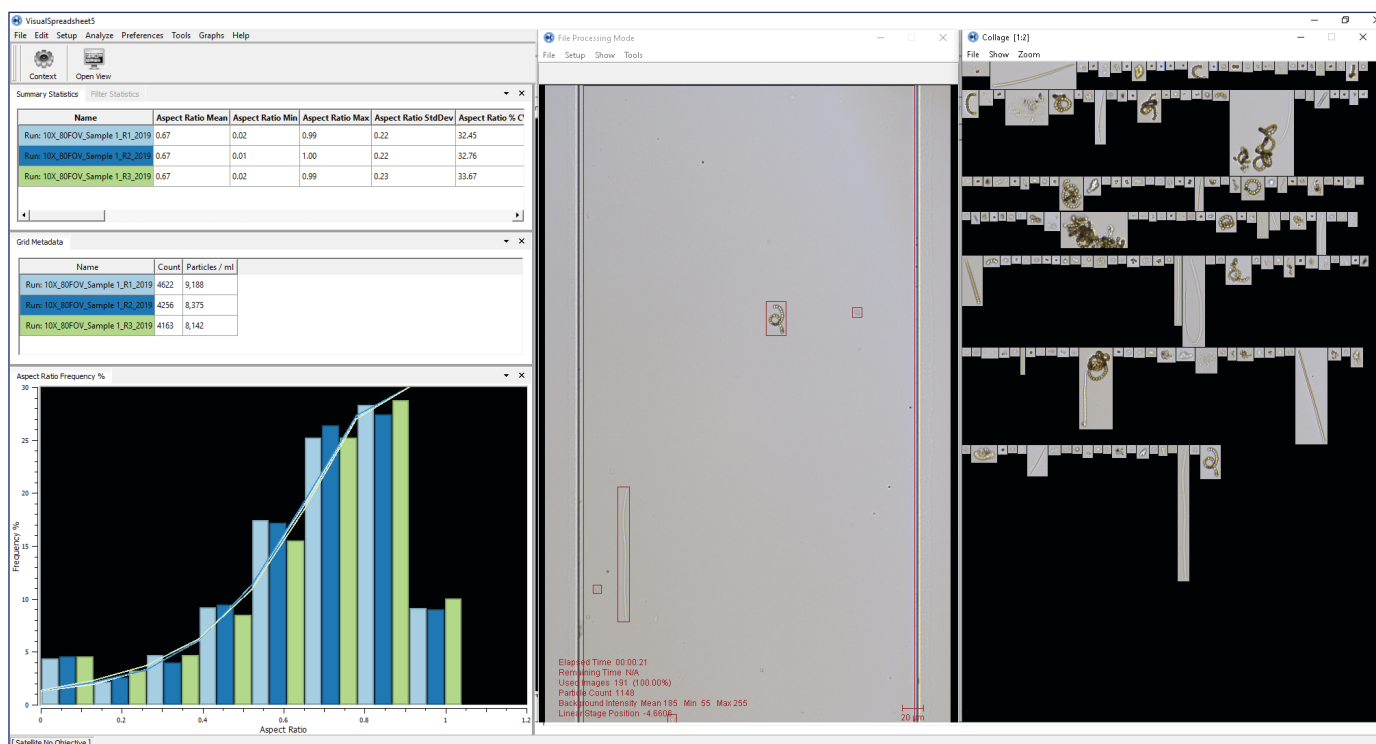 VisualSpreadsheet5
File Edit Setup Analyze Preferences Tools Graphs Help
Context Open View
Summary Statistics Filter Statistics
Name Aspect Ratio Mean Aspect Ratio Min Aspect Ratio Max Aspect Ratio StdDev Aspect Ratio % C
Run: 10X_80FOV_Sample 1_R1_2019 0.67 0.02 0.99 0.22 32.45
Run: 10X_80FOV_Sample 1_R2_2019 0.67 0.01 1.00 0.22 32.76
Run: 10X_80FOV_Sample 1_R3_2019 0.67 0.02 0.99 0.23 33.67
Grid Metadata
Name Count Particles / ml
Run: 10X_80FOV_Sample 1_R1_2019 4622 9,188
Run: 10X_80FOV_Sample 1_R2_2019 4256 8,375
Run: 10X_80FOV_Sample 1_R3_2019 4163 8,142
Aspect Ratio Frequency %
30
25
20
15
10
5
0
Frequency %
0 0.2 0.4 0.6 0.8 1.0 1.2
Aspect Ratio
[ Satellite No Objective ]
File Processing Mode
File Setup Show Tools
Elapsed Time 00:00:21
Remaining Time N/A
Used Images 191 (100.00%)
Particle Count 1148
Background Intensity Mean 185 Min 55 Max 255
Linear Stage Position -4.6606
20 µm
Collage [1:2]
File Show Zoom